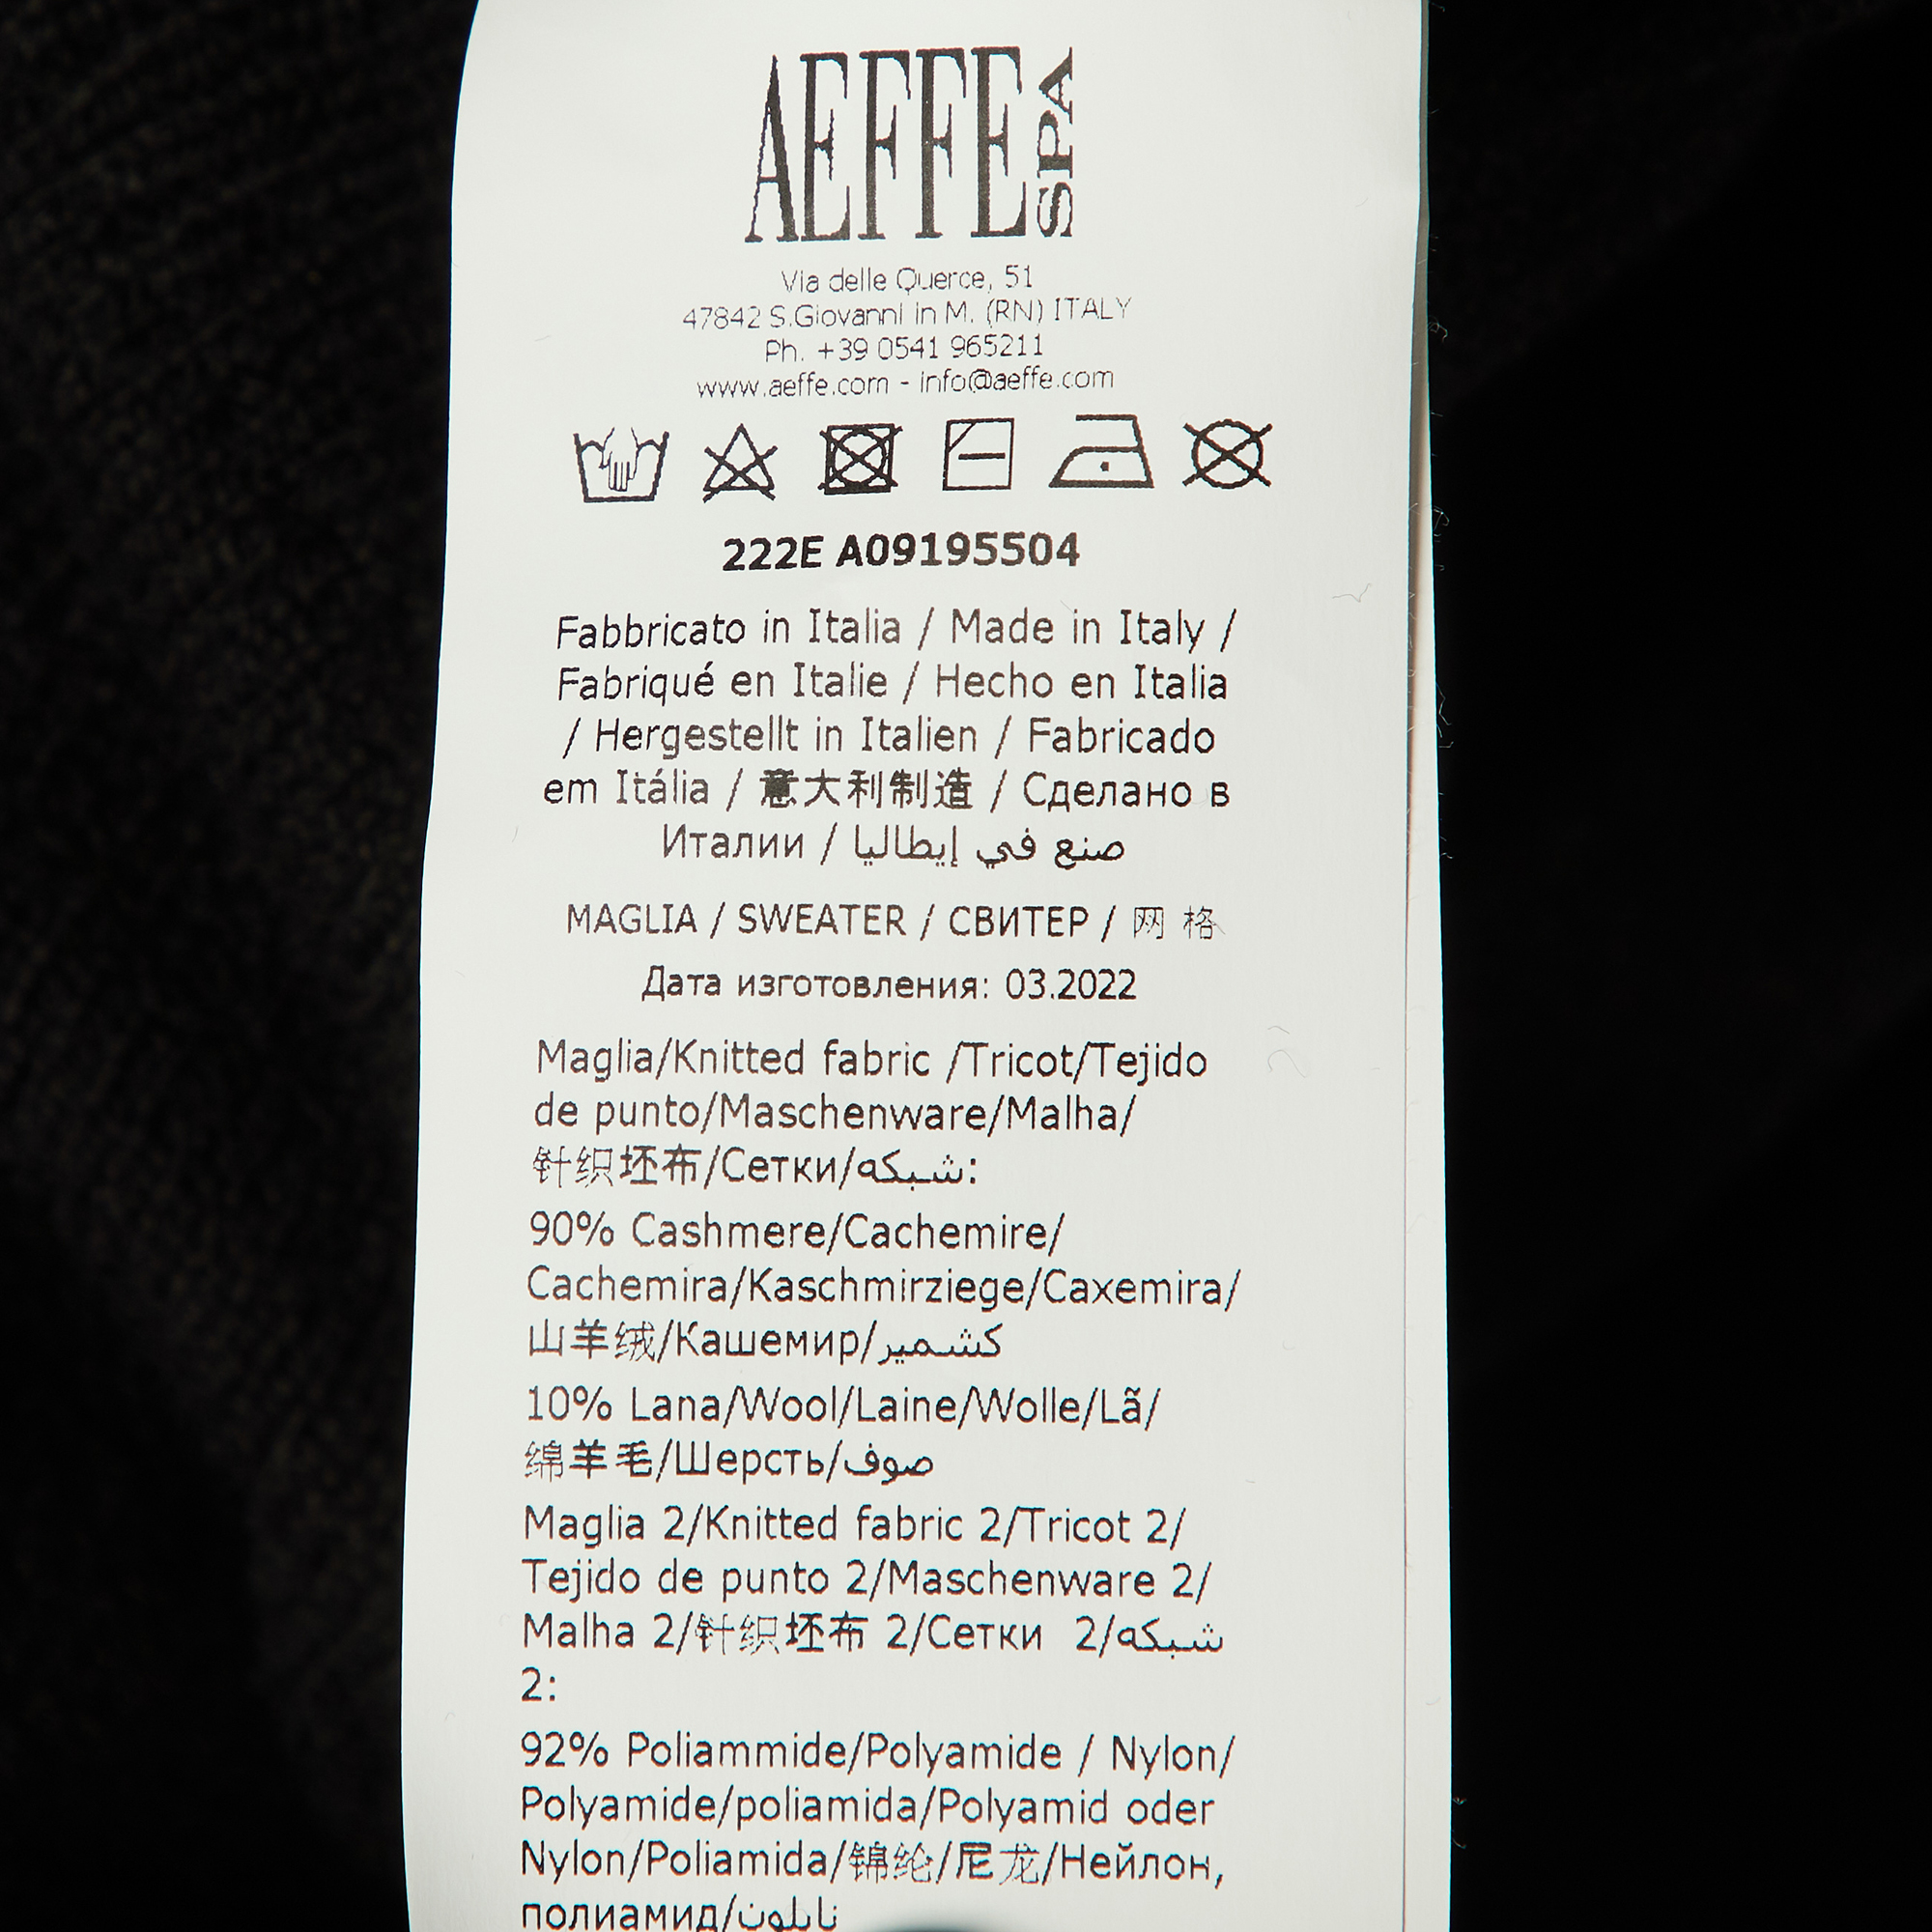 AEFFE SPA
Via delle Querce, 51
47842 S.Giovanni in M. (RN) ITALY
Ph. +39 0541 965211
www.aeffe.com - info@aeffe.com
222E A09195504
Fabbricato in Italia / Made in Italy /
Fabriqué en Italie / Hecho en Italia
/ Hergestellt in Italien / Fabricado
em Itália / 意大利制造 / Сделано в
Италии / صنع في إيطاليا
MAGLIA / SWEATER / СВИТЕР / 网 格
Дата изготовления: 03.2022
Maglia/Knitted fabric /Tricot/Tejido
de punto/Maschenware/Malha/
针织坯布/Сетки/شبكه:
90% Cashmere/Cachemire/
Cachemira/Kaschmirziege/Caxemira/
山羊绒/Кашемир/كشمير
10% Lana/Wool/Laine/Wolle/Lã/
绵羊毛/Шерсть/صوف
Maglia 2/Knitted fabric 2/Tricot 2/
Tejido de punto 2/Maschenware 2/
Malha 2/针织坯布 2/Сетки 2/شبكه
2:
92% Poliammide/Polyamide / Nylon/
Polyamide/poliamida/Polyamid oder
Nylon/Poliamida/锦纶/尼龙/Нейлон,
полиамид/نايلون